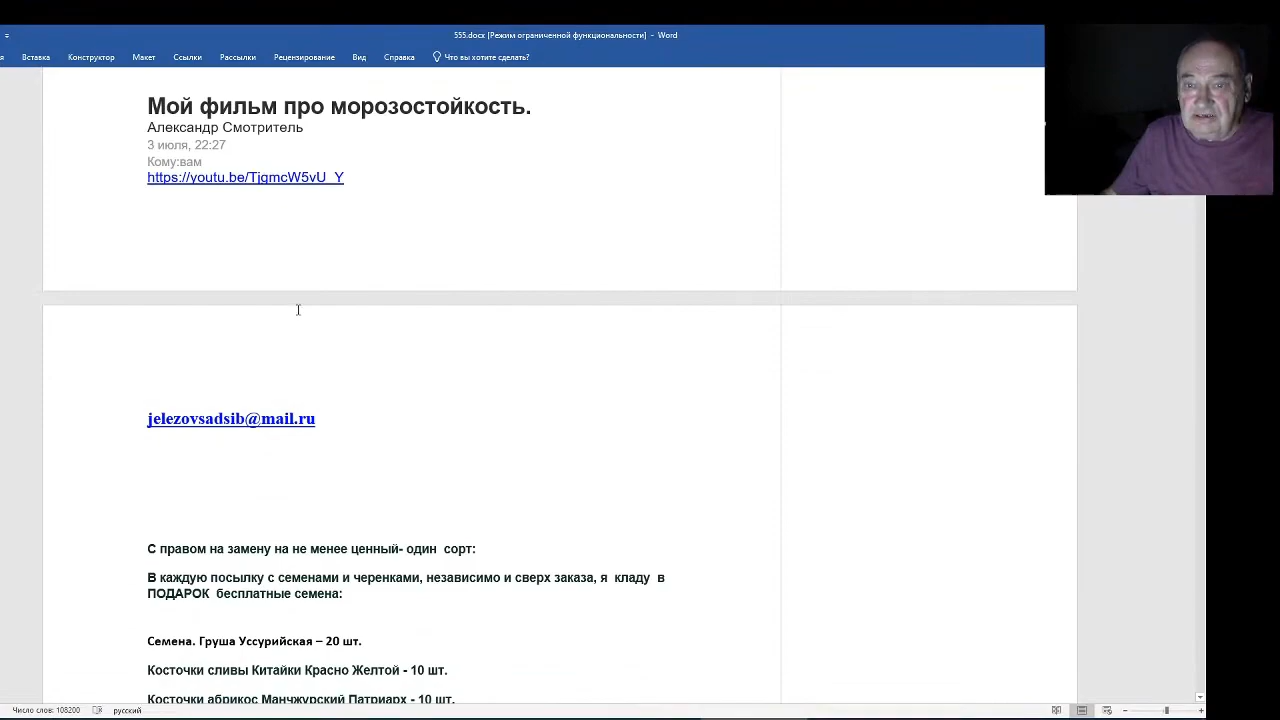 555.docx [Режим ограниченной функциональности] - Word
я Вставка Конструктор Макет Ссылки Рассылки Рецензирование Вид Справка Что вы хотите сделать?
Мой фильм про морозостойкость.
Александр Смотритель
3 июля, 22:27
Кому:вам
https://youtu.be/TjgmcW5vU_Y
jelezovsadsib@mail.ru
С правом на замену на не менее ценный- один сорт:
В каждую посылку с семенами и черенками, независимо и сверх заказа, я кладу в
ПОДАРОК бесплатные семена:
Семена. Груша Уссурийская – 20 шт.
Косточки сливы Китайки Красно Желтой - 10 шт.
Косточки абрикос Манчжурский Патриарх - 10 шт.
Число слов: 108200 русский